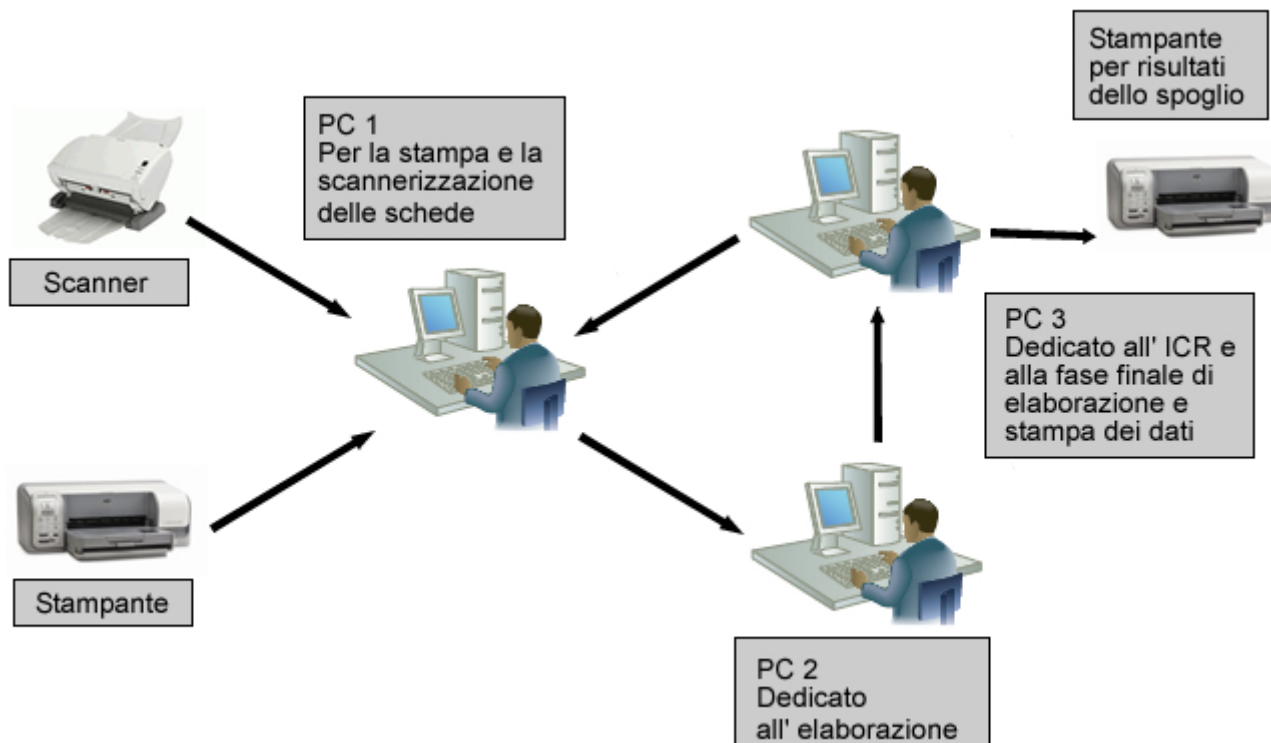 Stampante
per risultati
dello spoglio
PC 1
Per la stampa e la
scannerizzazione
delle schede
Scanner
PC 3
Dedicato all' ICR e
alla fase finale di
elaborazione e
stampa dei dati
Stampante
PC 2
Dedicato
all' elaborazione